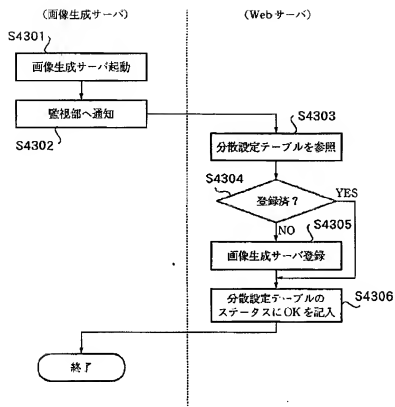 (画像生成サーバ)
(Webサーバ)
S4301
画像生成サーバ起動
監視部へ通知
S4302
S4303
分散設定テーブルを参照
S4304
登録済?
YES
NO
S4305
画像生成サーバ登録
分散設定テーブルの
ステータスにOKを記入
S4306
終了